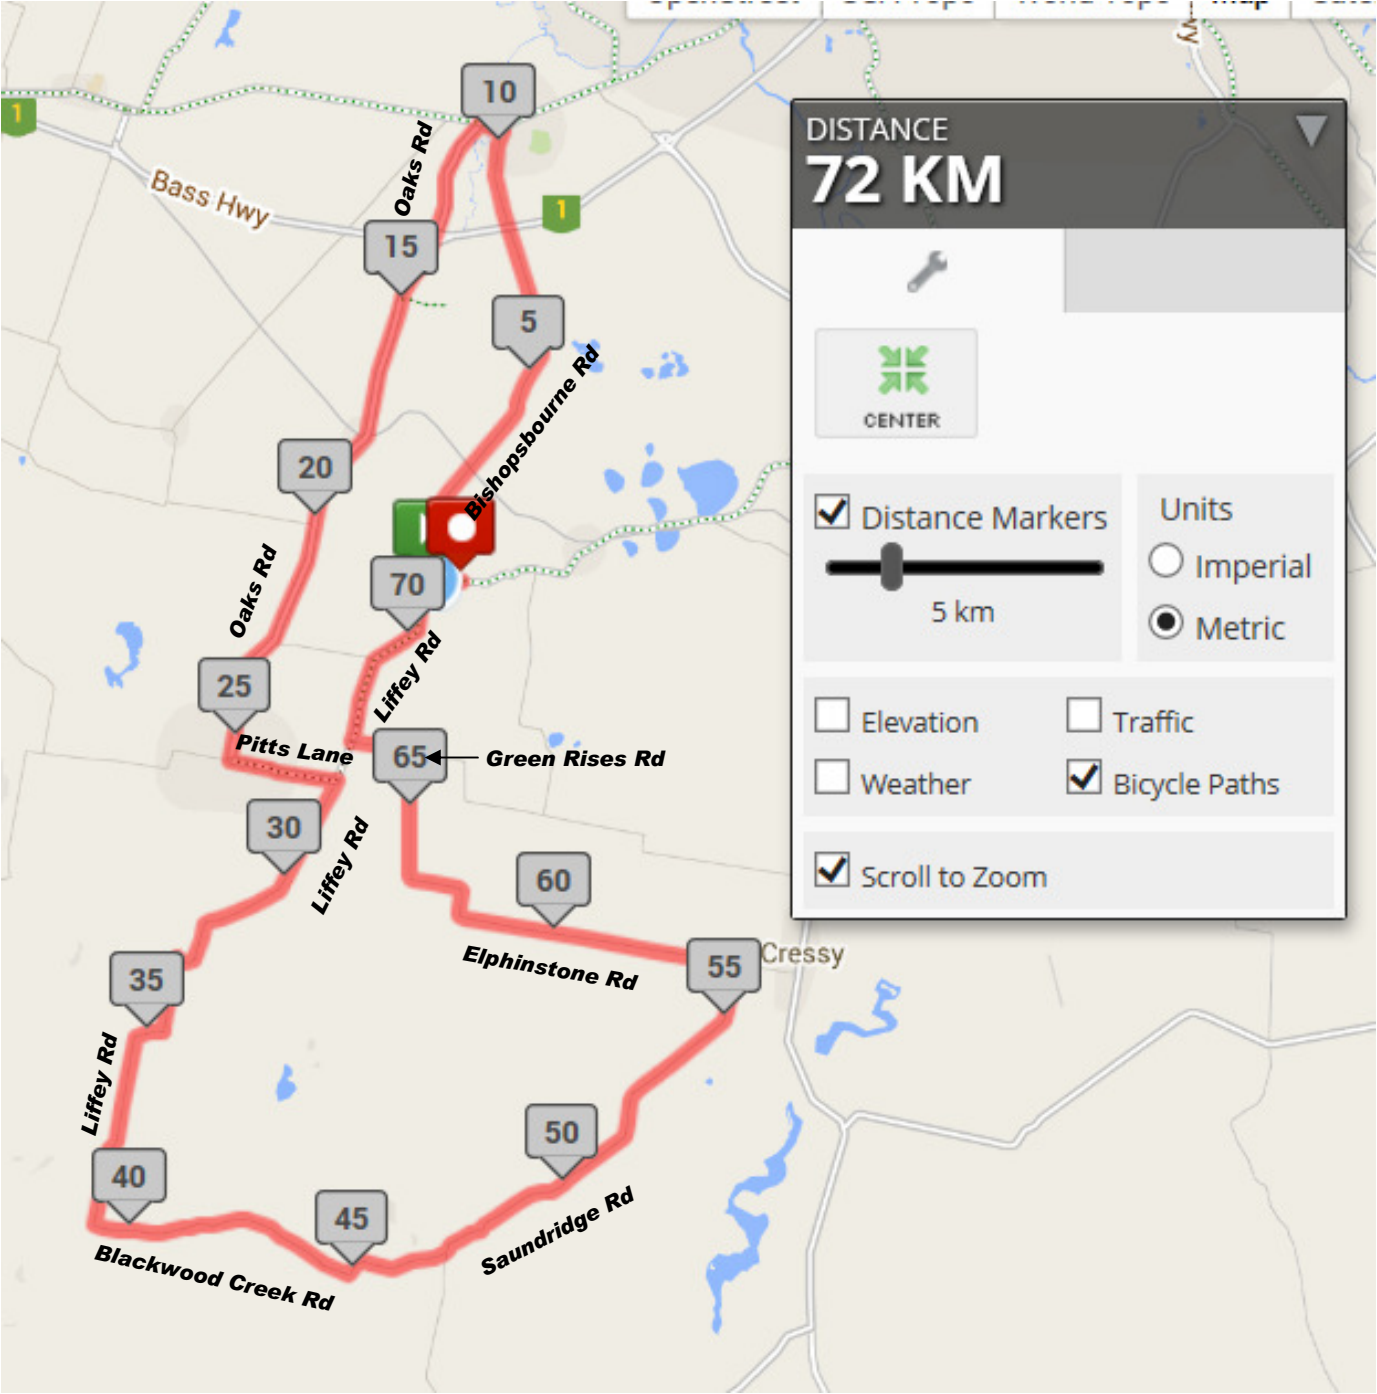 Map
10
1
Oaks Rd
DISTANCE
72 KM
Bass Hwy
1
15
5
Bishopsbourne Rd
CENTER
20
Distance Markers
5 km
Units
Imperial
Metric
Oaks Rd
70
Liffey Rd
25
Pitts Lane
65
Green Rises Rd
Elevation
Traffic
Weather
Bicycle Paths
30
Liffey Rd
60
Scroll to Zoom
Elphinstone Rd
55
Cressy
35
Liffey Rd
50
40
45
Saundridge Rd
Blackwood Creek Rd